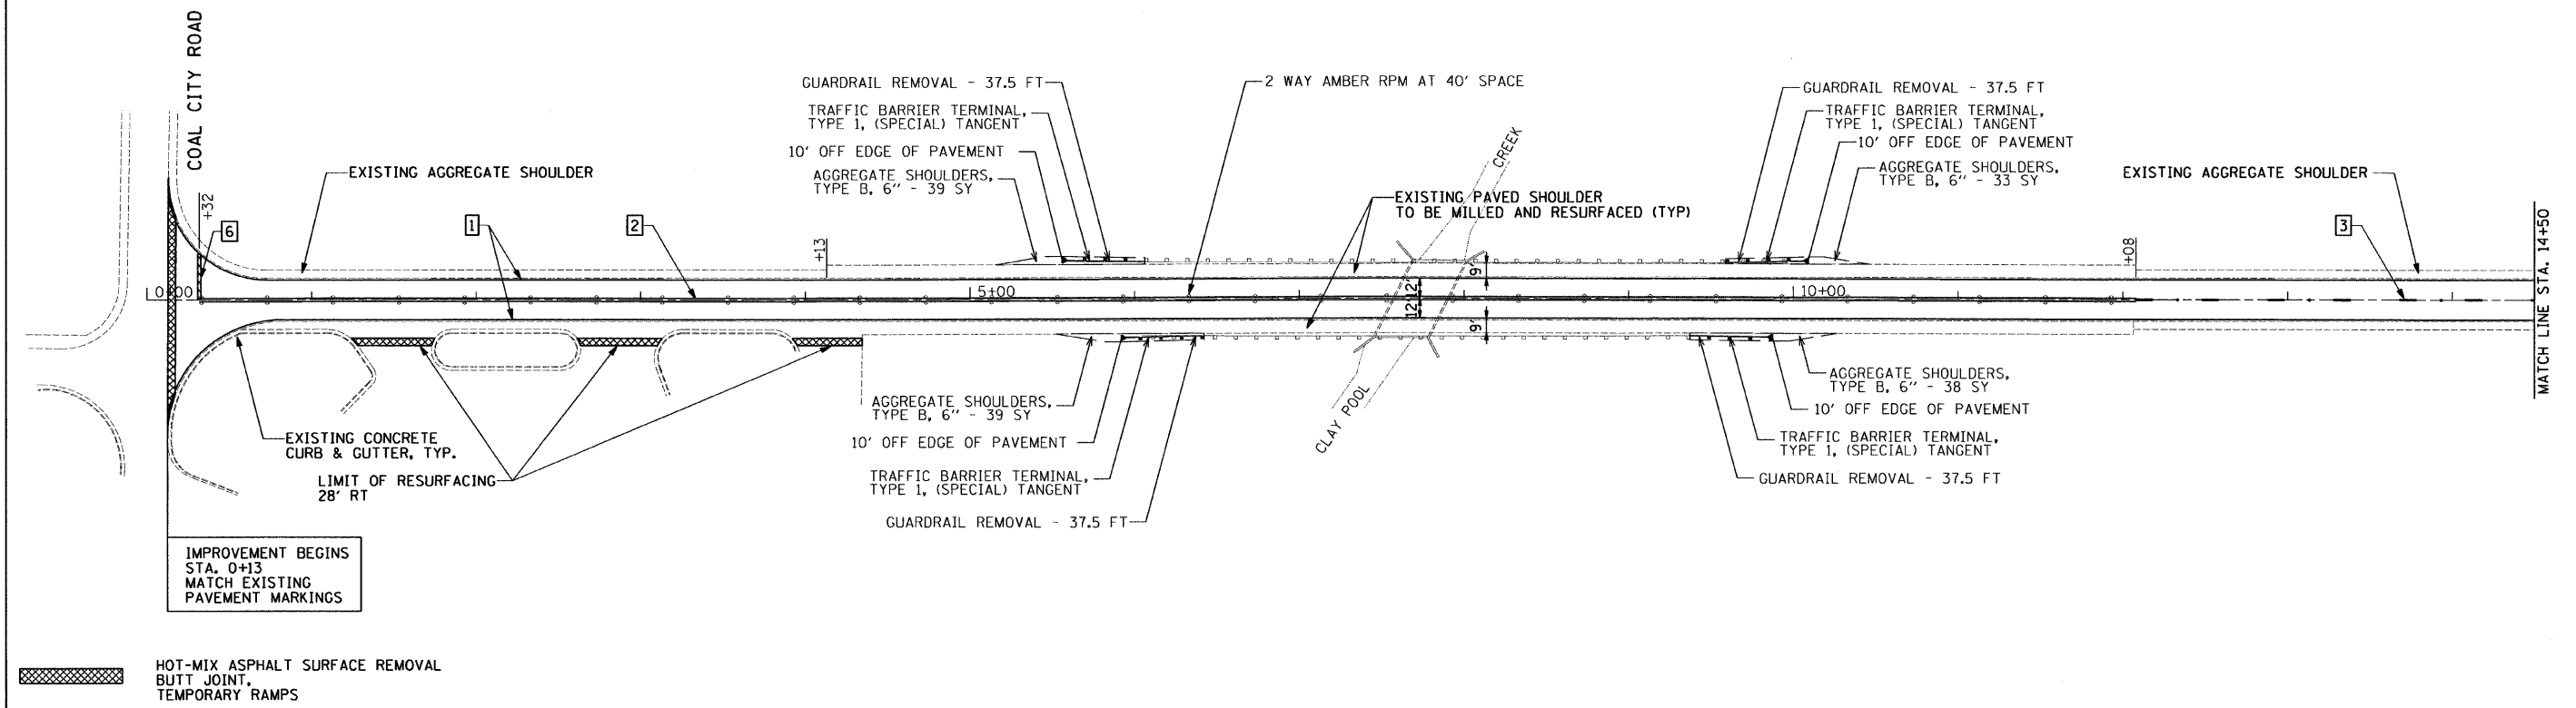 COAL CITY ROAD
+32
6
EXISTING AGGREGATE SHOULDER
1
2
GUARDRAIL REMOVAL - 37.5 FT
TRAFFIC BARRIER TERMINAL,
TYPE 1, (SPECIAL) TANGENT
10' OFF EDGE OF PAVEMENT
AGGREGATE SHOULDERS,
TYPE B, 6" - 39 SY
+13
2 WAY AMBER RPM AT 40' SPACE
CREEK
EXISTING PAVED SHOULDER
TO BE MILLED AND RESURFACED (TYP)
GUARDRAIL REMOVAL - 37.5 FT
TRAFFIC BARRIER TERMINAL,
TYPE 1, (SPECIAL) TANGENT
10' OFF EDGE OF PAVEMENT
AGGREGATE SHOULDERS,
TYPE B, 6" - 33 SY
EXISTING AGGREGATE SHOULDER
+08
3
MATCH LINE STA. 14+50
0+00
5+00
10+00
9'
12'
12'
9'
EXISTING CONCRETE
CURB & GUTTER, TYP.
LIMIT OF RESURFACING
28' RT
AGGREGATE SHOULDERS,
TYPE B, 6" - 39 SY
10' OFF EDGE OF PAVEMENT
TRAFFIC BARRIER TERMINAL,
TYPE 1, (SPECIAL) TANGENT
GUARDRAIL REMOVAL - 37.5 FT
CLAY POOL
AGGREGATE SHOULDERS,
TYPE B, 6" - 38 SY
10' OFF EDGE OF PAVEMENT
TRAFFIC BARRIER TERMINAL,
TYPE 1, (SPECIAL) TANGENT
GUARDRAIL REMOVAL - 37.5 FT
IMPROVEMENT BEGINS
STA. 0+13
MATCH EXISTING
PAVEMENT MARKINGS
HOT-MIX ASPHALT SURFACE REMOVAL
BUTT JOINT,
TEMPORARY RAMPS